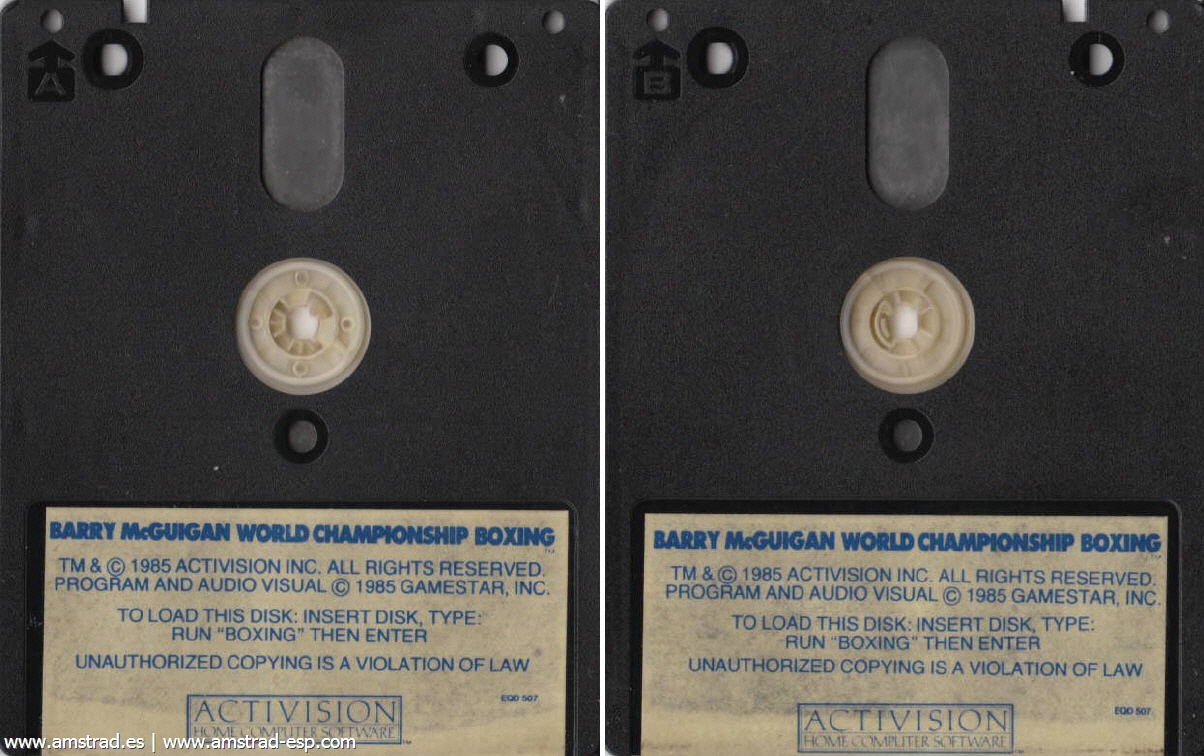 A
BARRY McGUIGAN WORLD CHAMPIONSHIP BOXING
TM
TM & © 1985 ACTIVISION INC. ALL RIGHTS RESERVED.
PROGRAM AND AUDIO VISUAL © 1985 GAMESTAR, INC.
TO LOAD THIS DISK: INSERT DISK, TYPE:
RUN "BOXING" THEN ENTER
UNAUTHORIZED COPYING IS A VIOLATION OF LAW
EQD 507
ACTIVISION
HOME COMPUTER SOFTWARE
TM
www.amstrad.es | www.amstrad-esp.com
B
BARRY McGUIGAN WORLD CHAMPIONSHIP BOXING
TM
TM & © 1985 ACTIVISION INC. ALL RIGHTS RESERVED.
PROGRAM AND AUDIO VISUAL © 1985 GAMESTAR, INC.
TO LOAD THIS DISK: INSERT DISK, TYPE:
RUN "BOXING" THEN ENTER
UNAUTHORIZED COPYING IS A VIOLATION OF LAW
EQD 507
ACTIVISION
HOME COMPUTER SOFTWARE